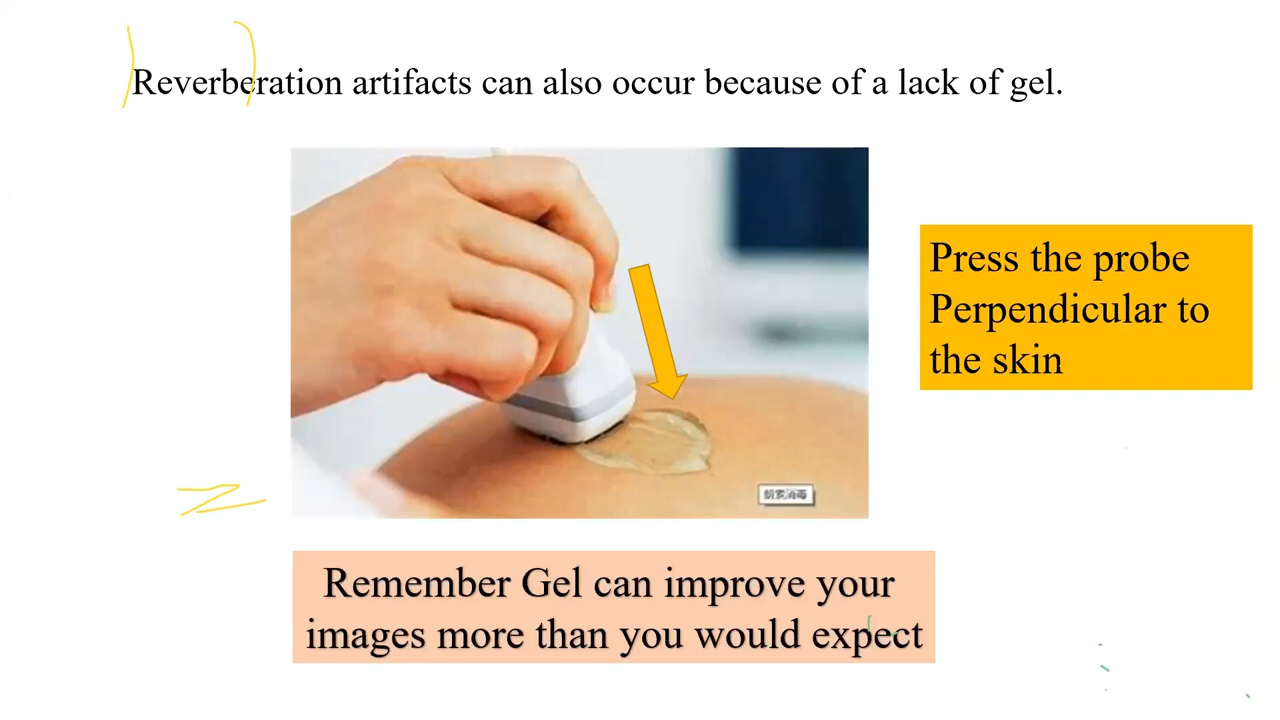 Reverberation artifacts can also occur because of a lack of gel.
Press the probe
Perpendicular to
the skin
Remember Gel can improve your
images more than you would expect